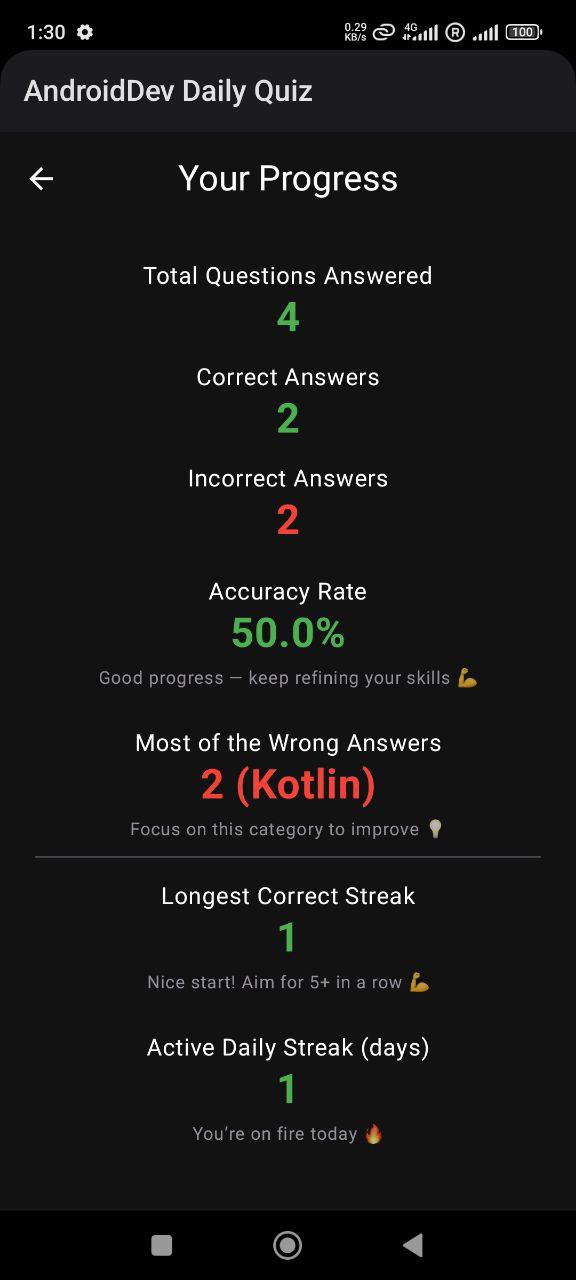 1:30
0.29
KB/s
4G
R
100
AndroidDev Daily Quiz
Your Progress
Total Questions Answered
4
Correct Answers
2
Incorrect Answers
2
Accuracy Rate
50.0%
Good progress — keep refining your skills 💪
Most of the Wrong Answers
2 (Kotlin)
Focus on this category to improve 💡
Longest Correct Streak
1
Nice start! Aim for 5+ in a row 💪
Active Daily Streak (days)
1
You’re on fire today 🔥